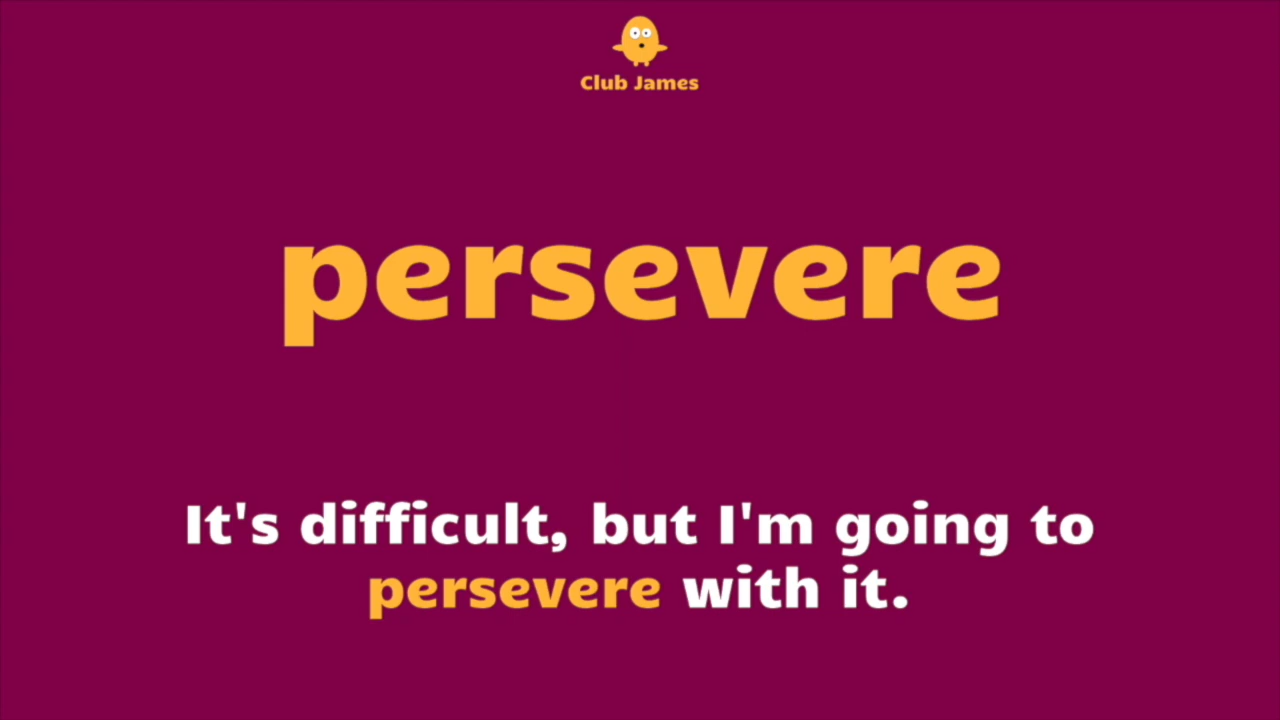 Club James
persevere
It's difficult, but I'm going to
persevere with it.